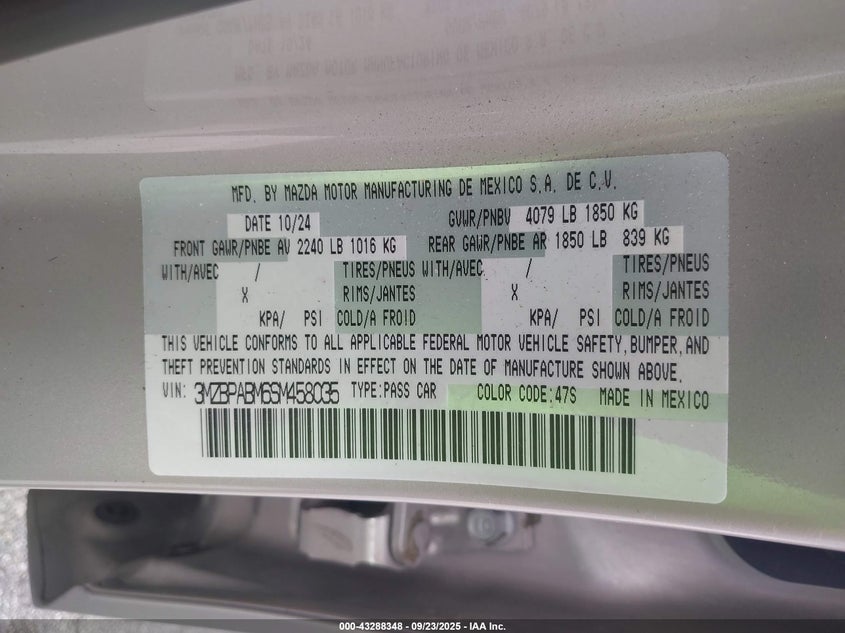 MFD. BY MAZDA MOTOR MANUFACTURING DE MEXICO S.A. DE C.V.
DATE 10/24 GVWR/PNBV 4079 LB 1850 KG
FRONT GAWR/PNBE AV 2240 LB 1016 KG REAR GAWR/PNBE AR 1850 LB 839 KG
WITH/AVEC / TIRES/PNEUS WITH/AVEC / TIRES/PNEUS
X RIMS/JANTES X RIMS/JANTES
KPA/ PSI COLD/A FROID KPA/ PSI COLD/A FROID
THIS VEHICLE CONFORMS TO ALL APPLICABLE FEDERAL MOTOR VEHICLE SAFETY, BUMPER, AND
THEFT PREVENTION STANDARDS IN EFFECT ON THE DATE OF MANUFACTURE SHOWN ABOVE.
VIN: 3MZBPABM6SM458035 TYPE:PASS CAR COLOR CODE:47S MADE IN MEXICO
000-43288348 - 09/23/2025 - IAA Inc.